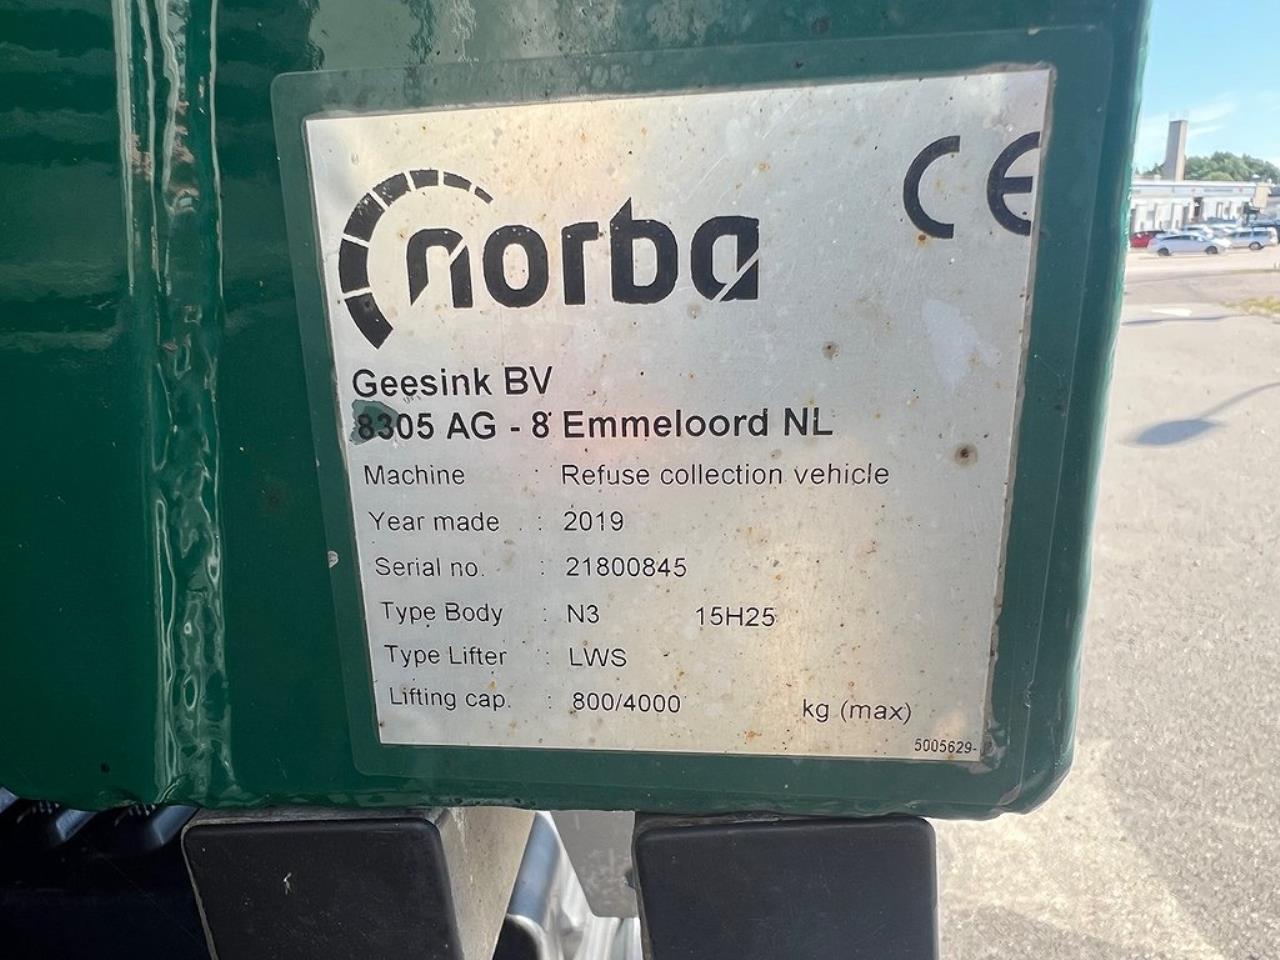 norba CE
Geesink BV
8305 AG - 8 Emmeloord NL
Machine : Refuse collection vehicle
Year made : 2019
Serial no. : 21800845
Type Body : N3 15H25
Type Lifter : LWS
Lifting cap. : 800/4000 kg (max)
5005629-